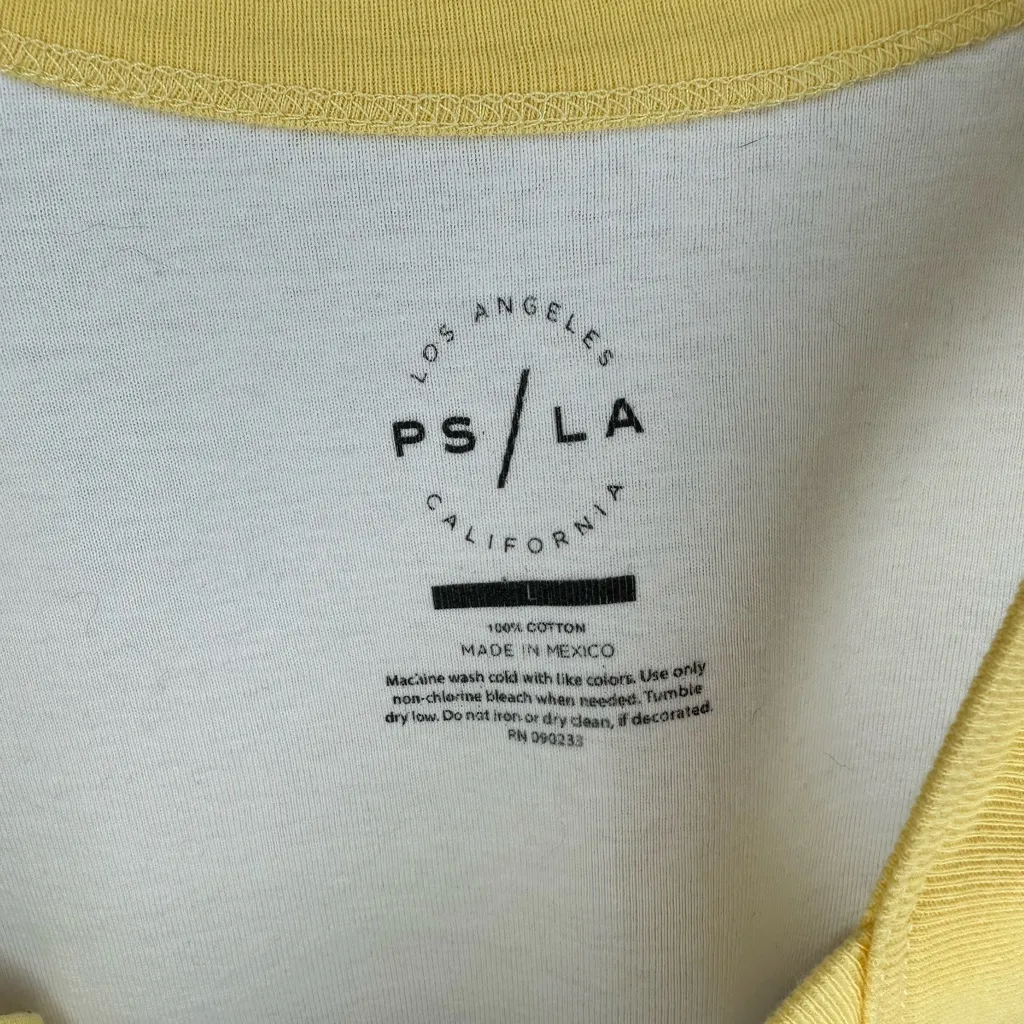 LOS ANGELES
PS/LA
CALIFORNIA
L
100% COTTON
MADE IN MEXICO
Machine wash cold with like colors. Use only
non-chlorine bleach when needed. Tumble
dry low. Do not iron or dry clean, if decorated.
RN 090233